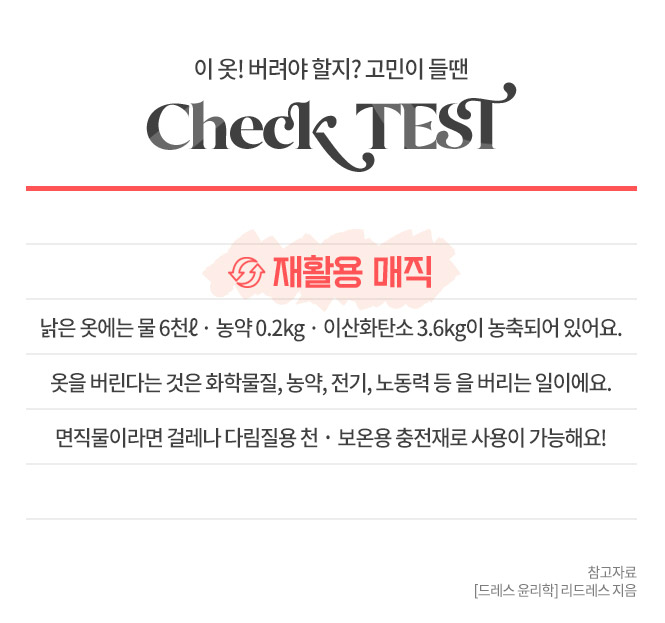 이 옷! 버려야 할지? 고민이 들땐
Check TEST
재활용 매직
낡은 옷에는 물 6천ℓ · 농약 0.2kg · 이산화탄소 3.6kg이 농축되어 있어요.
옷을 버린다는 것은 화학물질, 농약, 전기, 노동력 등 을 버리는 일이에요.
면직물이라면 걸레나 다림질용 천 · 보온용 충전재로 사용이 가능해요!
참고자료
[드레스 윤리학] 리드레스 지음